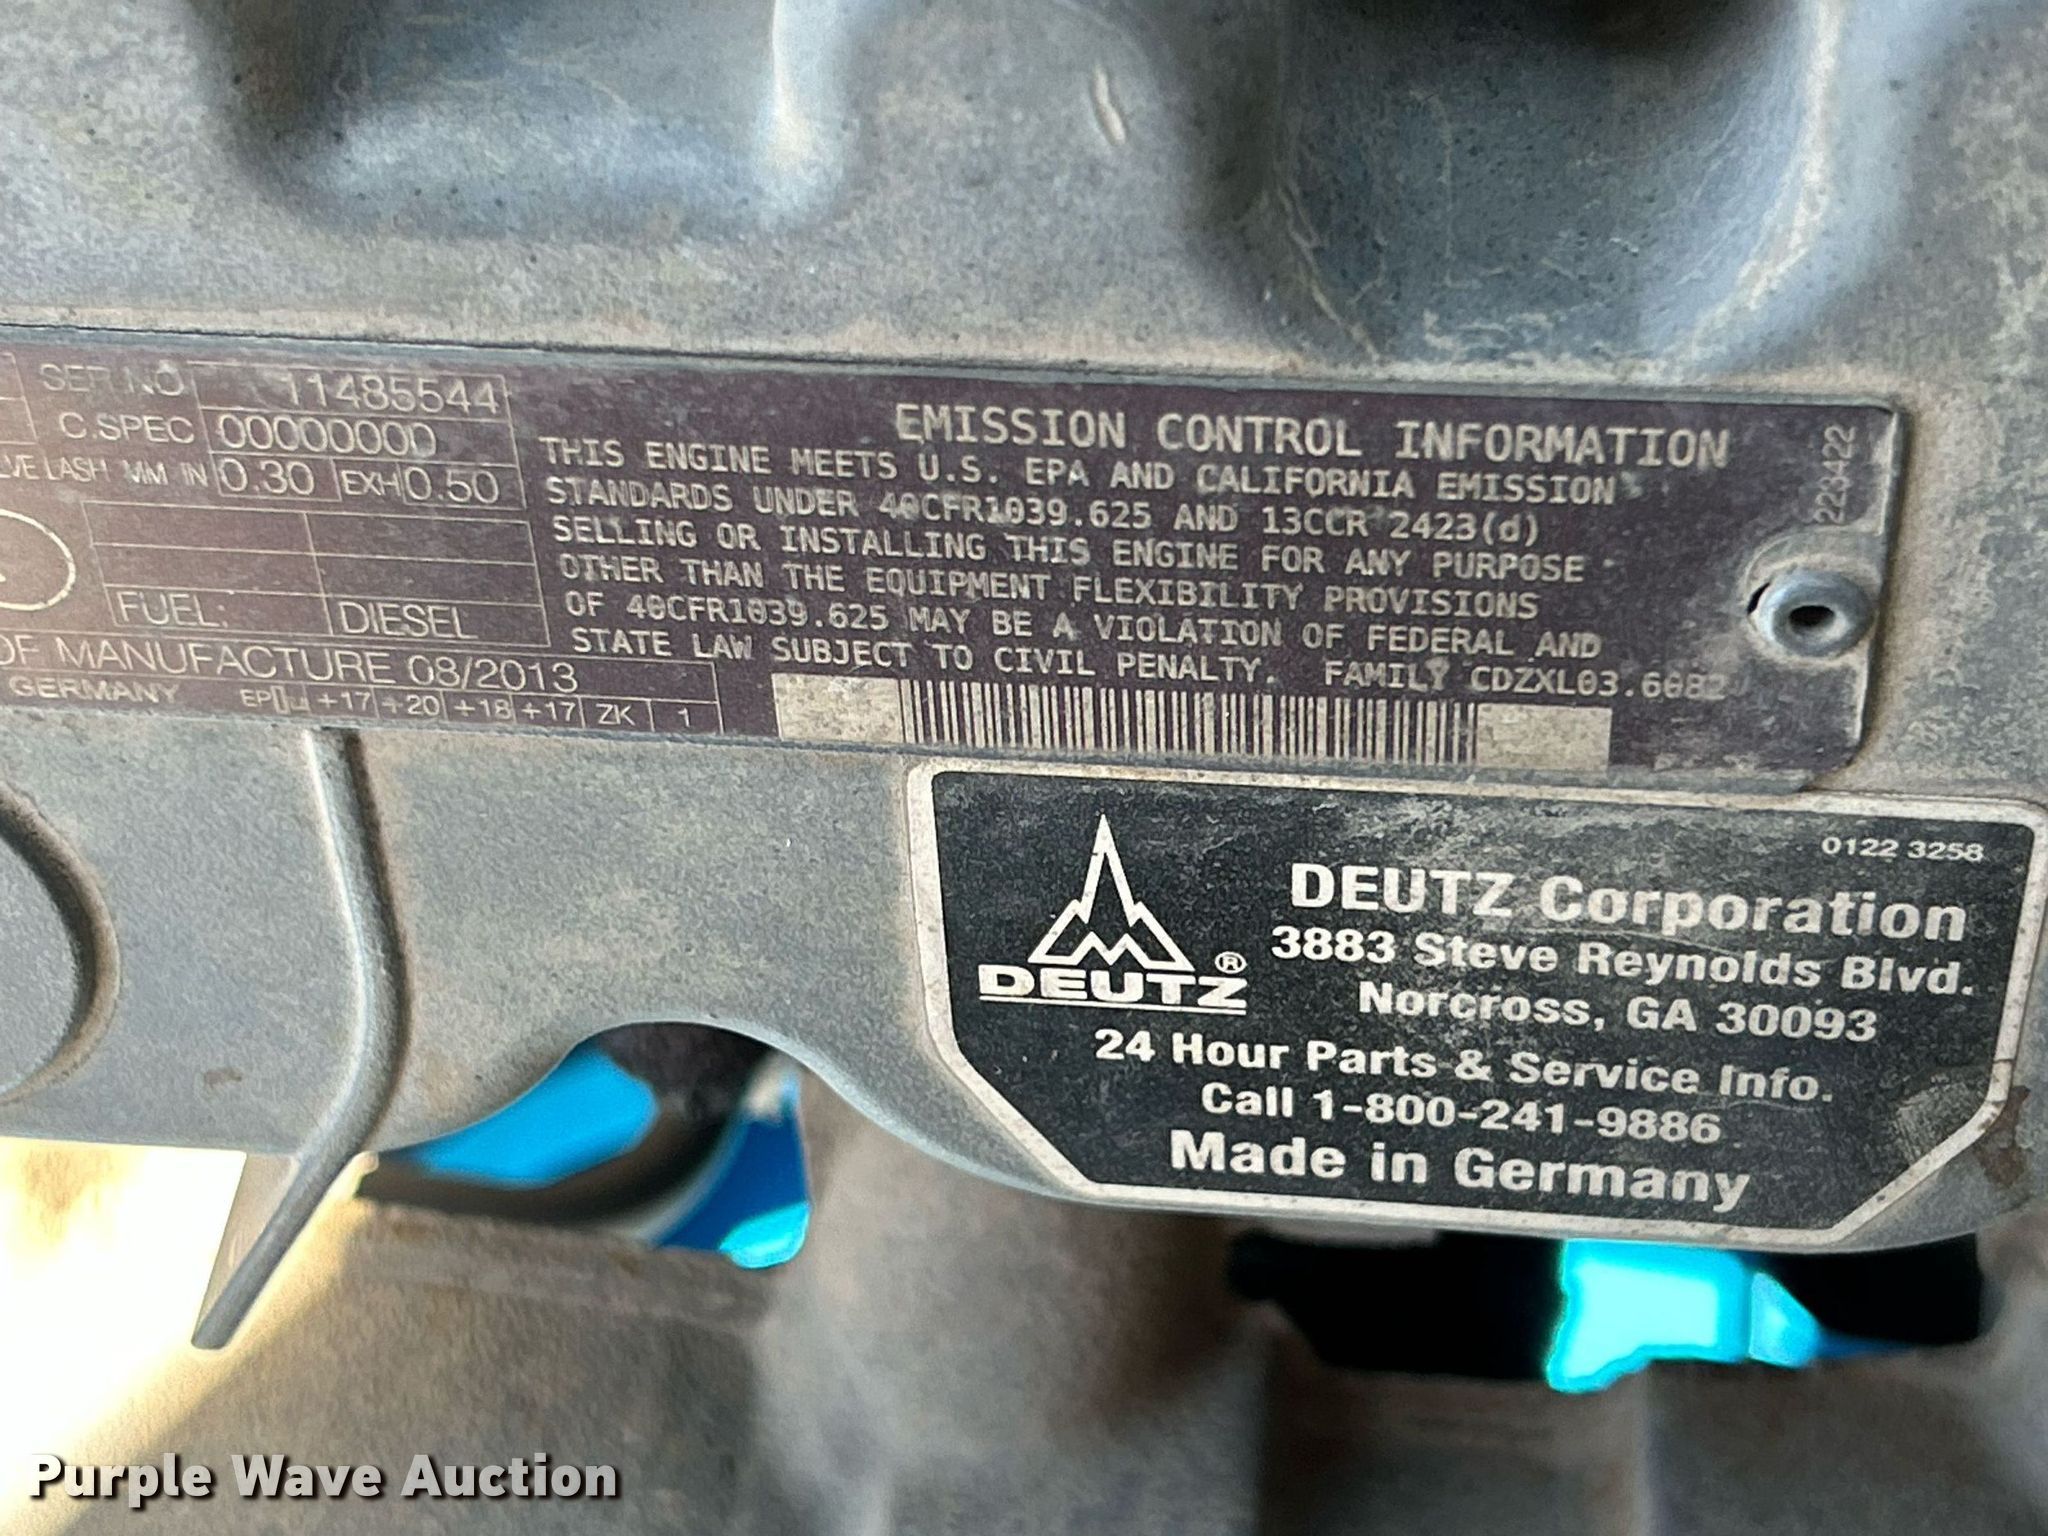 SER.NO 11485544
C.SPEC 00000000
LASH MM IN 0.30 EXH 0.50
FUEL: DIESEL
OF MANUFACTURE 08/2013
GERMANY +17 +20 +18 +17 ZK 1
EMISSION CONTROL INFORMATION
THIS ENGINE MEETS U.S. EPA AND CALIFORNIA EMISSION
STANDARDS UNDER 40CFR1039.625 AND 13CCR 2423(d)
SELLING OR INSTALLING THIS ENGINE FOR ANY PURPOSE
OTHER THAN THE EQUIPMENT FLEXIBILITY PROVISIONS
OF 40CFR1039.625 MAY BE A VIOLATION OF FEDERAL AND
STATE LAW SUBJECT TO CIVIL PENALTY. FAMILY CDZXL03.6082
223422
0122 3258
DEUTZ®
DEUTZ Corporation
3883 Steve Reynolds Blvd.
Norcross, GA 30093
24 Hour Parts & Service Info.
Call 1-800-241-9886
Made in Germany
Purple Wave Auction